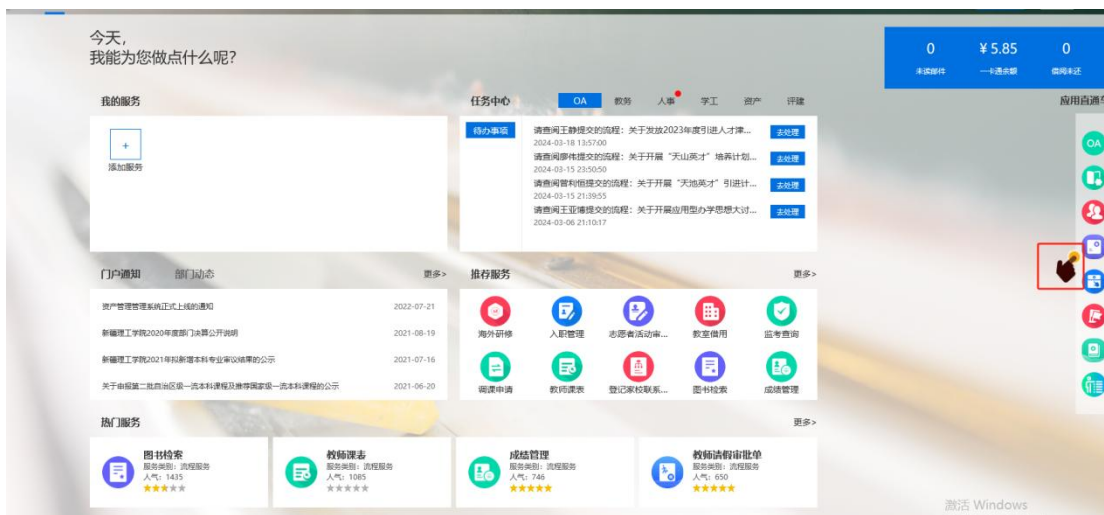 今天，
我能为您做点什么呢?
0
未读邮件
¥ 5.85
一卡通余额
0
借阅未还
我的服务
+
添加服务
任务中心
OA
教务
人事
学工
资产
评建
待办事项
请查阅王静提交的流程：关于发放2023年度引进人才津...
去处理
2024-03-18 13:57:00
请查阅廖伟提交的流程：关于开展“天山英才”培养计划...
去处理
2024-03-15 23:50:50
请查阅曾利恒提交的流程：关于开展“天池英才”引进计...
去处理
2024-03-15 21:39:55
请查阅王亚博提交的流程：关于开展应用型办学思想大讨...
去处理
2024-03-06 21:10:17
应用直通车
OA
门户通知
部门动态
更多>
资产管理管理系统正式上线的通知
2022-07-21
新疆理工学院2020年度部门决算公开说明
2021-08-19
新疆理工学院2021年拟新增本科专业审议结果的公示
2021-07-16
关于申报第二批自治区级一流本科课程及推荐国家级一流本科课程的公示
2021-06-20
推荐服务
更多>
海外研修
入职管理
志愿者活动审...
教室借用
监考查询
调课申请
教师课表
登记家校联系...
图书检索
成绩管理
热门服务
更多>
图书检索
服务类别：流程服务
人气：1435
教师课表
服务类别：流程服务
人气：1085
成绩管理
服务类别：流程服务
人气：746
教师请假审批单
服务类别：流程服务
人气：650
激活 Windows